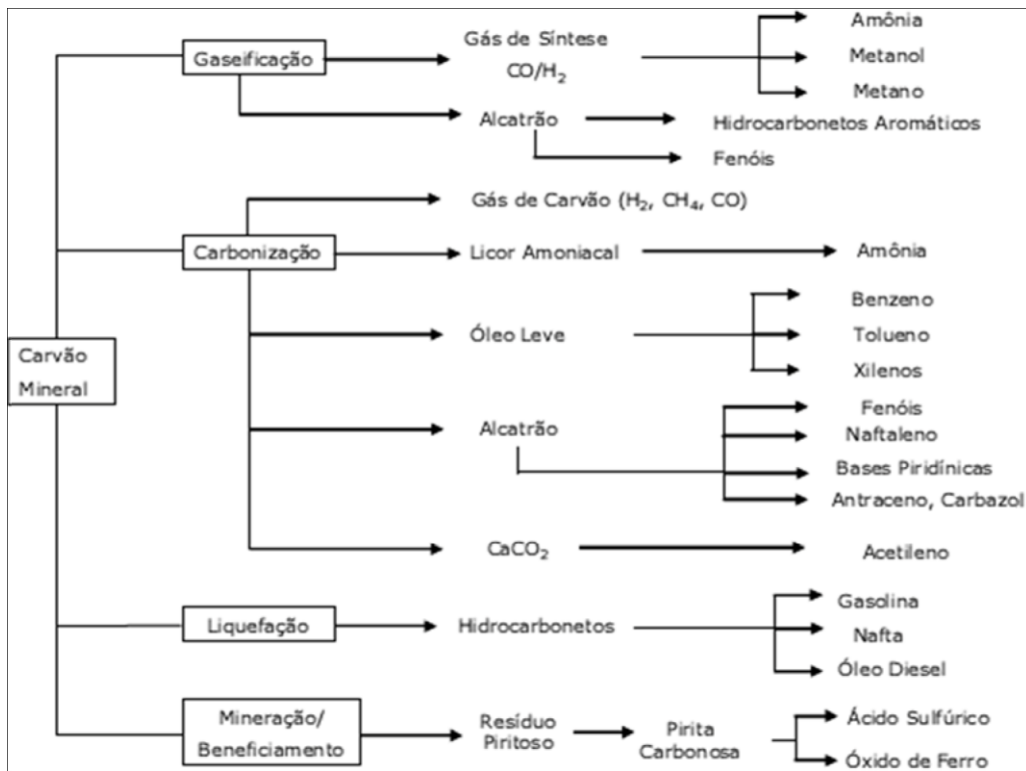 Gaseificação
Gás de Síntese
CO/H₂
Amônia
Metanol
Metano
Alcatrão
Hidrocarbonetos Aromáticos
Fenóis
Gás de Carvão (H₂, CH₄, CO)
Carbonização
Licor Amoniacal
Amônia
Óleo Leve
Benzeno
Tolueno
Xilenos
Carvão
Mineral
Alcatrão
Fenóis
Naftaleno
Bases Piridínicas
Antraceno, Carbazol
CaCO₂
Acetileno
Liquefação
Hidrocarbonetos
Gasolina
Nafta
Óleo Diesel
Mineração/
Beneficiamento
Resíduo
Piritoso
Pirita
Carbonosa
Ácido Sulfúrico
Óxido de Ferro